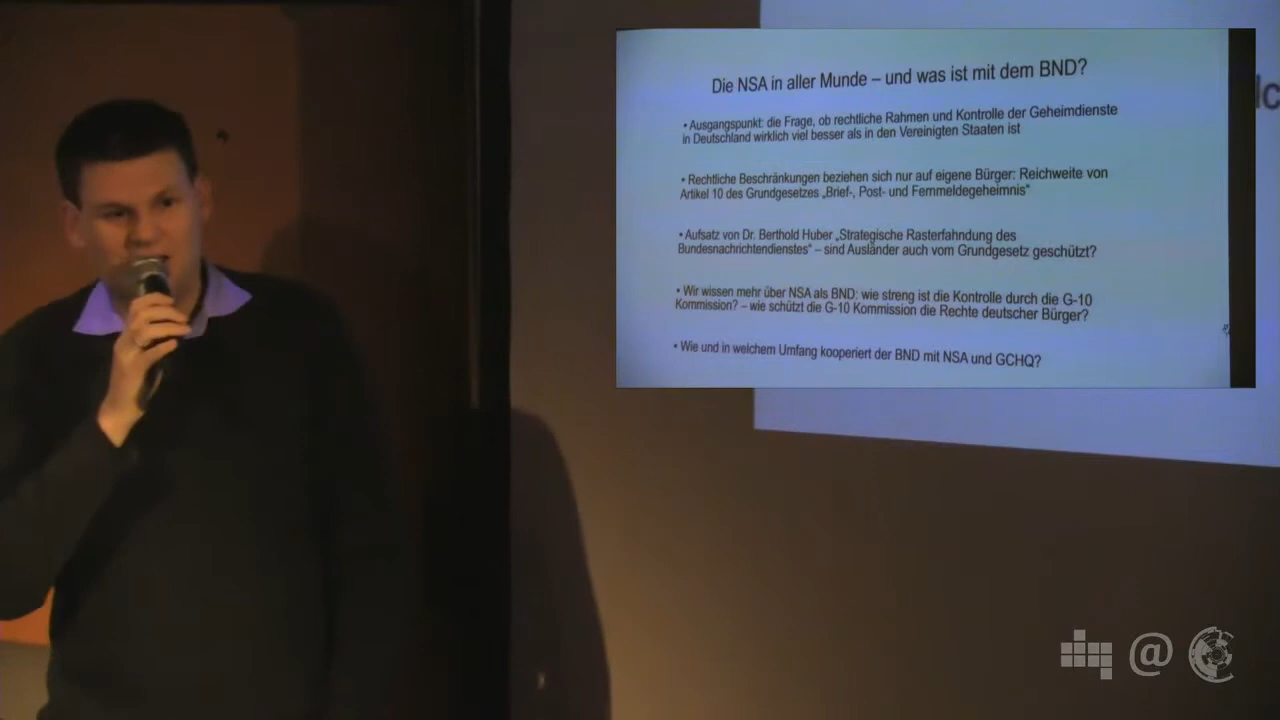 Die NSA in aller Munde – und was ist mit dem BND?
• Ausgangspunkt: die Frage, ob rechtliche Rahmen und Kontrolle der Geheimdienste
in Deutschland wirklich viel besser als in den Vereinigten Staaten ist
• Rechtliche Beschränkungen beziehen sich nur auf eigene Bürger: Reichweite von
Artikel 10 des Grundgesetzes „Brief-, Post- und Fernmeldegeheimnis“
• Aufsatz von Dr. Berthold Huber „Strategische Rasterfahndung des
Bundesnachrichtendienstes“ – sind Ausländer auch vom Grundgesetz geschützt?
• Wir wissen mehr über NSA als BND: wie streng ist die Kontrolle durch die G-10
Kommission? – wie schützt die G-10 Kommission die Rechte deutscher Bürger?
• Wie und in welchem Umfang kooperiert der BND mit NSA und GCHQ?
@